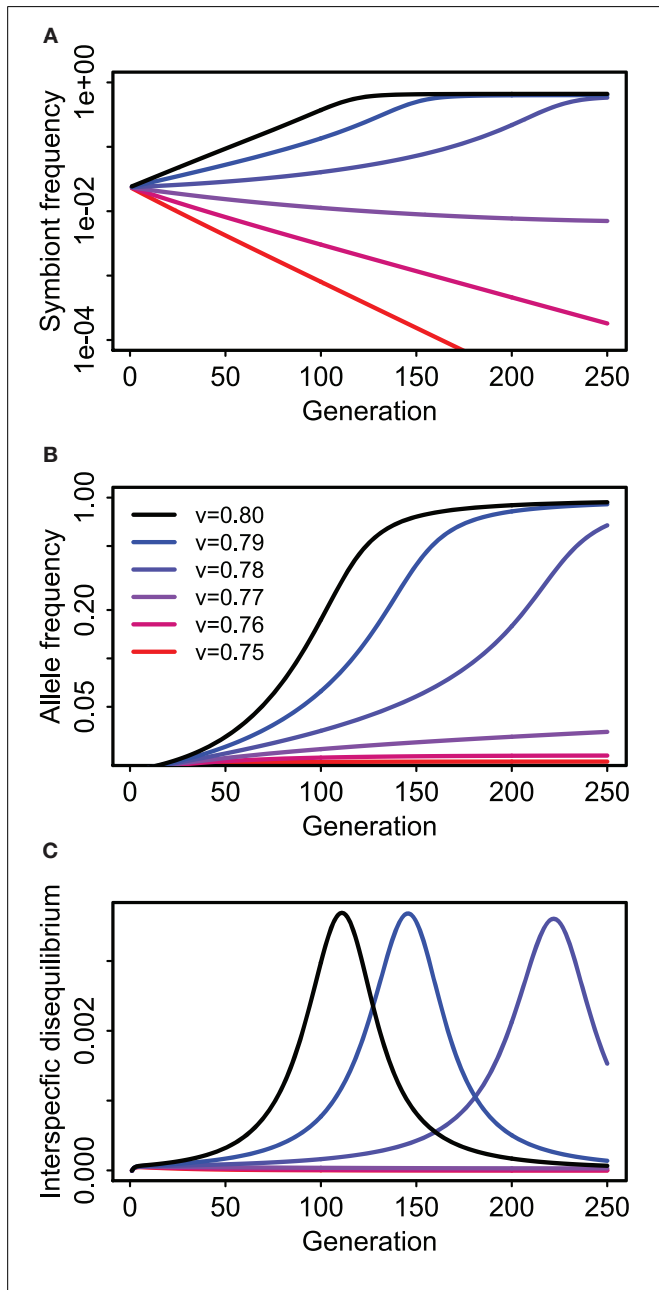 A
Symbont frequency
1e-04
1e-02
1e+00
0
50
100
150
200
250
Generation
B
Allele frequency
0.05
0.20
1.00
v=0.80
v=0.79
v=0.78
v=0.77
v=0.76
v=0.75
0
50
100
150
200
250
Generation
C
Interspecfic disequilibrium
0.000
0.002
0
50
100
150
200
250
Generation